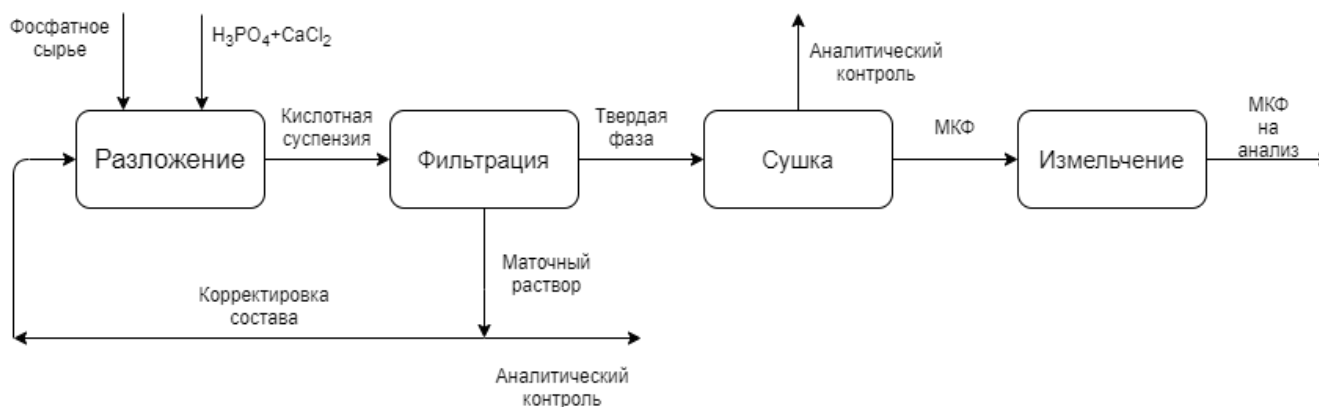 Фосфатное
сырье
H₃PO₄+CaCl₂
Аналитический
контроль
Разложение
Кислотная
суспензия
Фильтрация
Твердая
фаза
Сушка
МКФ
Измельчение
МКФ
на
анализ
Маточный
раствор
Корректировка
состава
Аналитический
контроль